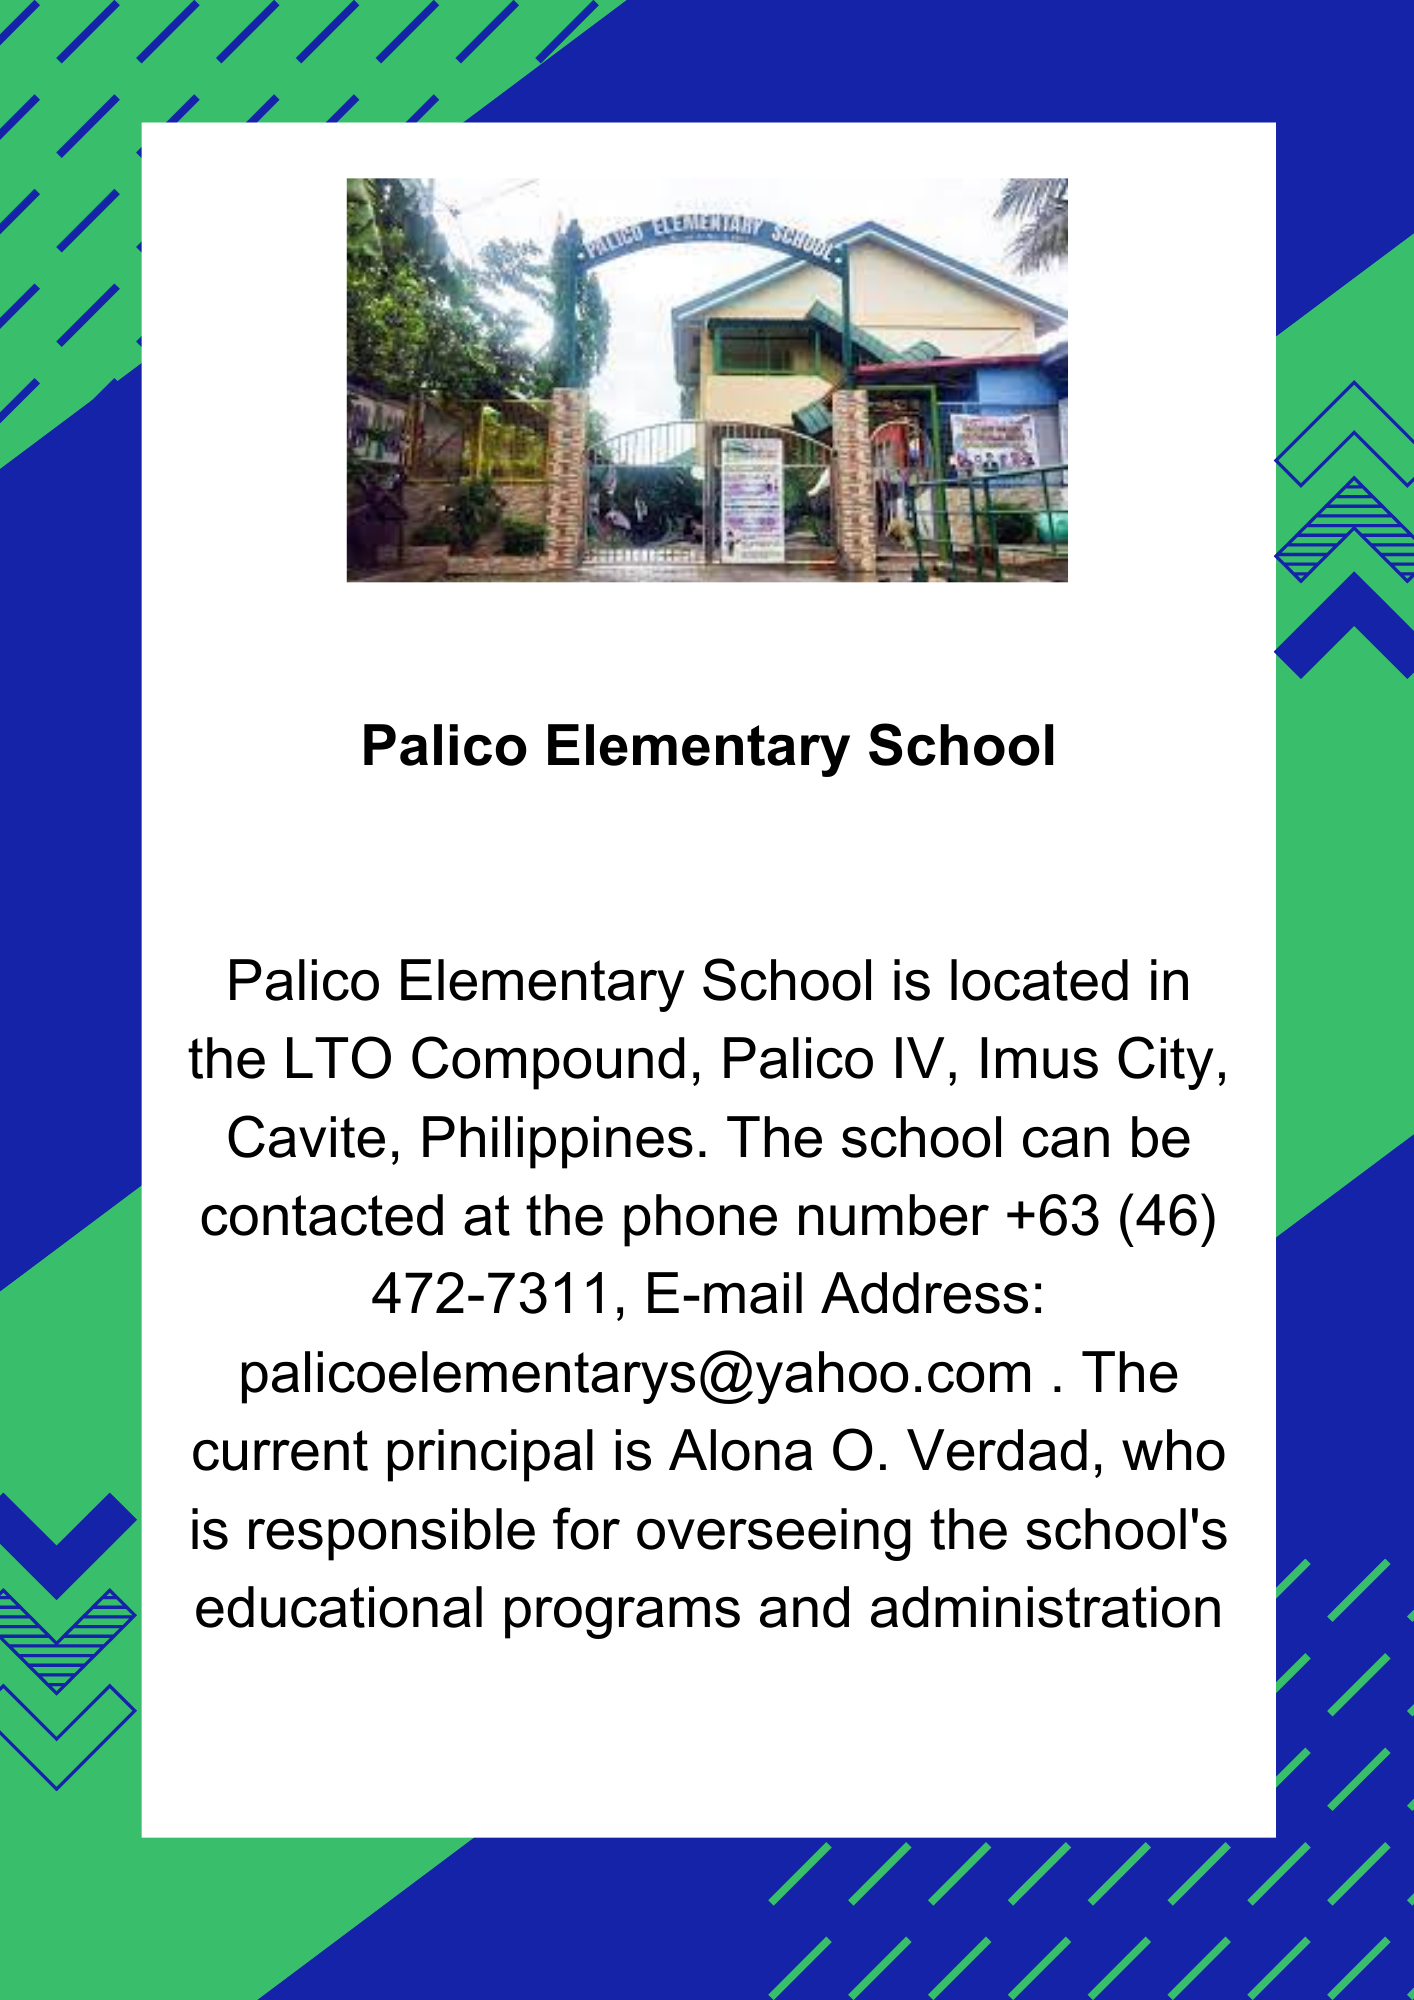 PALICO ELEMENTARY SCHOOL
Palico Elementary School
Palico Elementary School is located in
the LTO Compound, Palico IV, Imus City,
Cavite, Philippines. The school can be
contacted at the phone number +63 (46)
472-7311, E-mail Address:
palicoelementarys@yahoo.com . The
current principal is Alona O. Verdad, who
is responsible for overseeing the school's
educational programs and administration